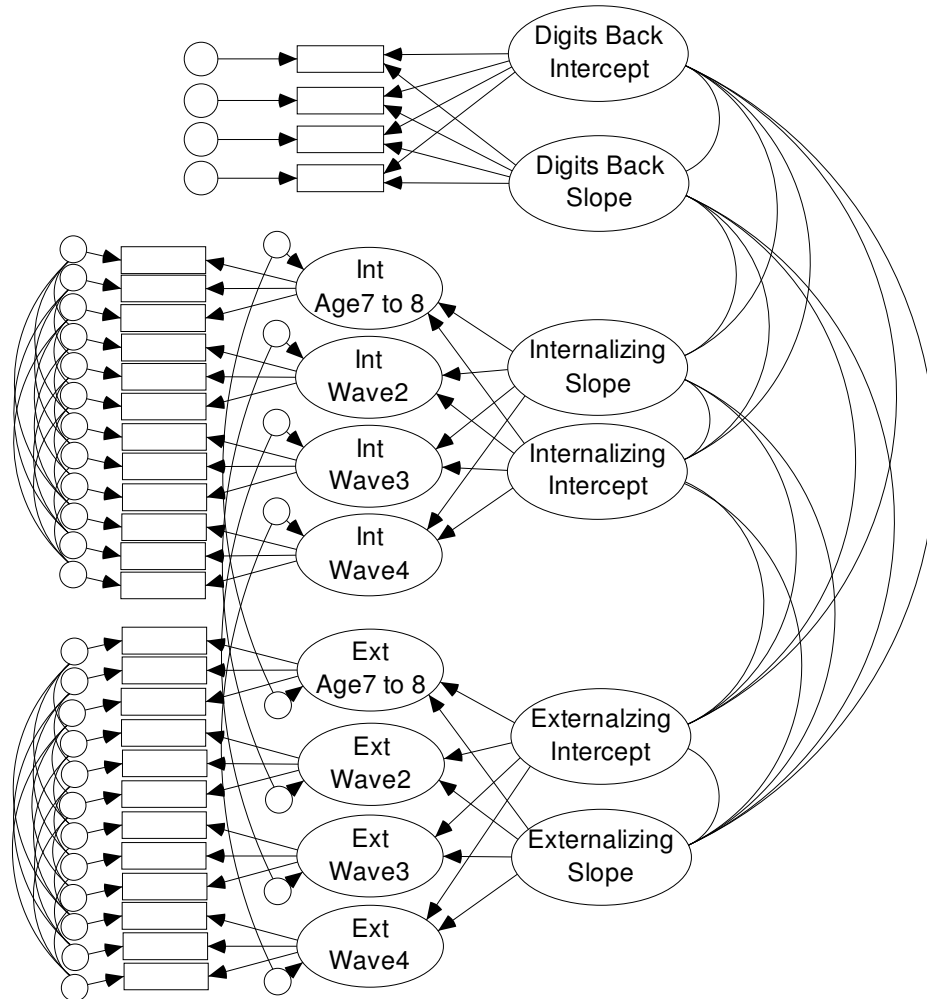 Digits Back
Intercept
Digits Back
Slope
Int
Age7 to 8
Int
Wave2
Int
Wave3
Int
Wave4
Internalizing
Slope
Internalizing
Intercept
Ext
Age7 to 8
Ext
Wave2
Ext
Wave3
Ext
Wave4
Externalzing
Intercept
Externalizing
Slope